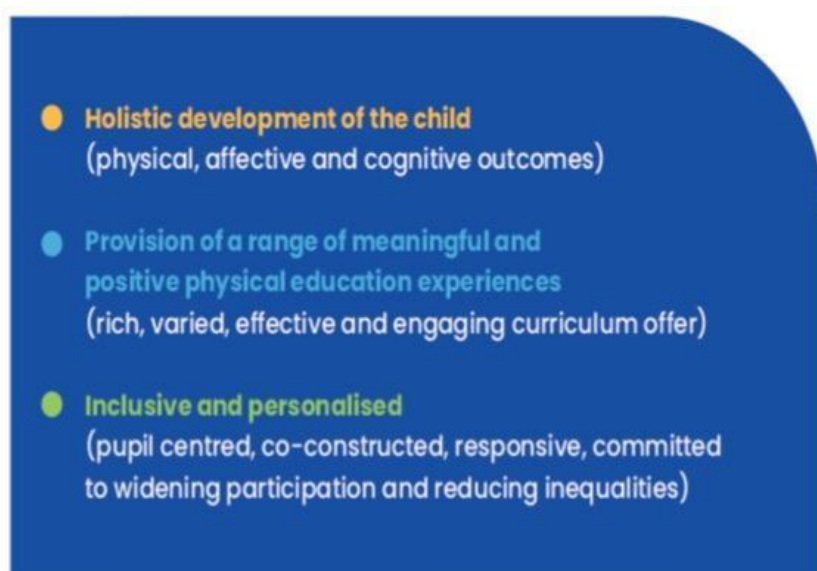 Holistic development of the child
(physical, affective and cognitive outcomes)
Provision of a range of meaningful and
positive physical education experiences
(rich, varied, effective and engaging curriculum offer)
Inclusive and personalised
(pupil centred, co-constructed, responsive, committed
to widening participation and reducing inequalities)